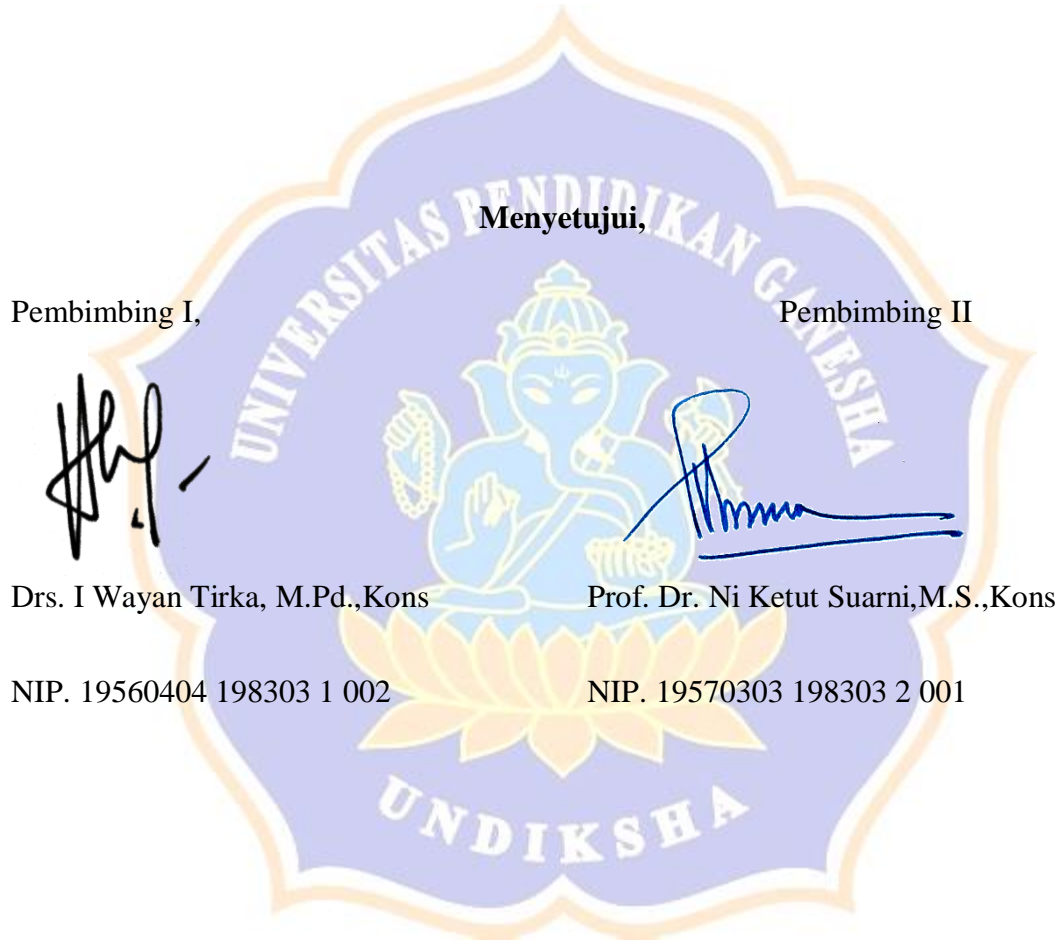 UNIVERSITAS PENDIDIKAN GANESHA
Menyetujui,
Pembimbing I, Pembimbing II
Drs. I Wayan Tirka, M.Pd.,Kons Prof. Dr. Ni Ketut Suarni,M.S.,Kons
NIP. 19560404 198303 1 002 NIP. 19570303 198303 2 001
UNDIKSHA